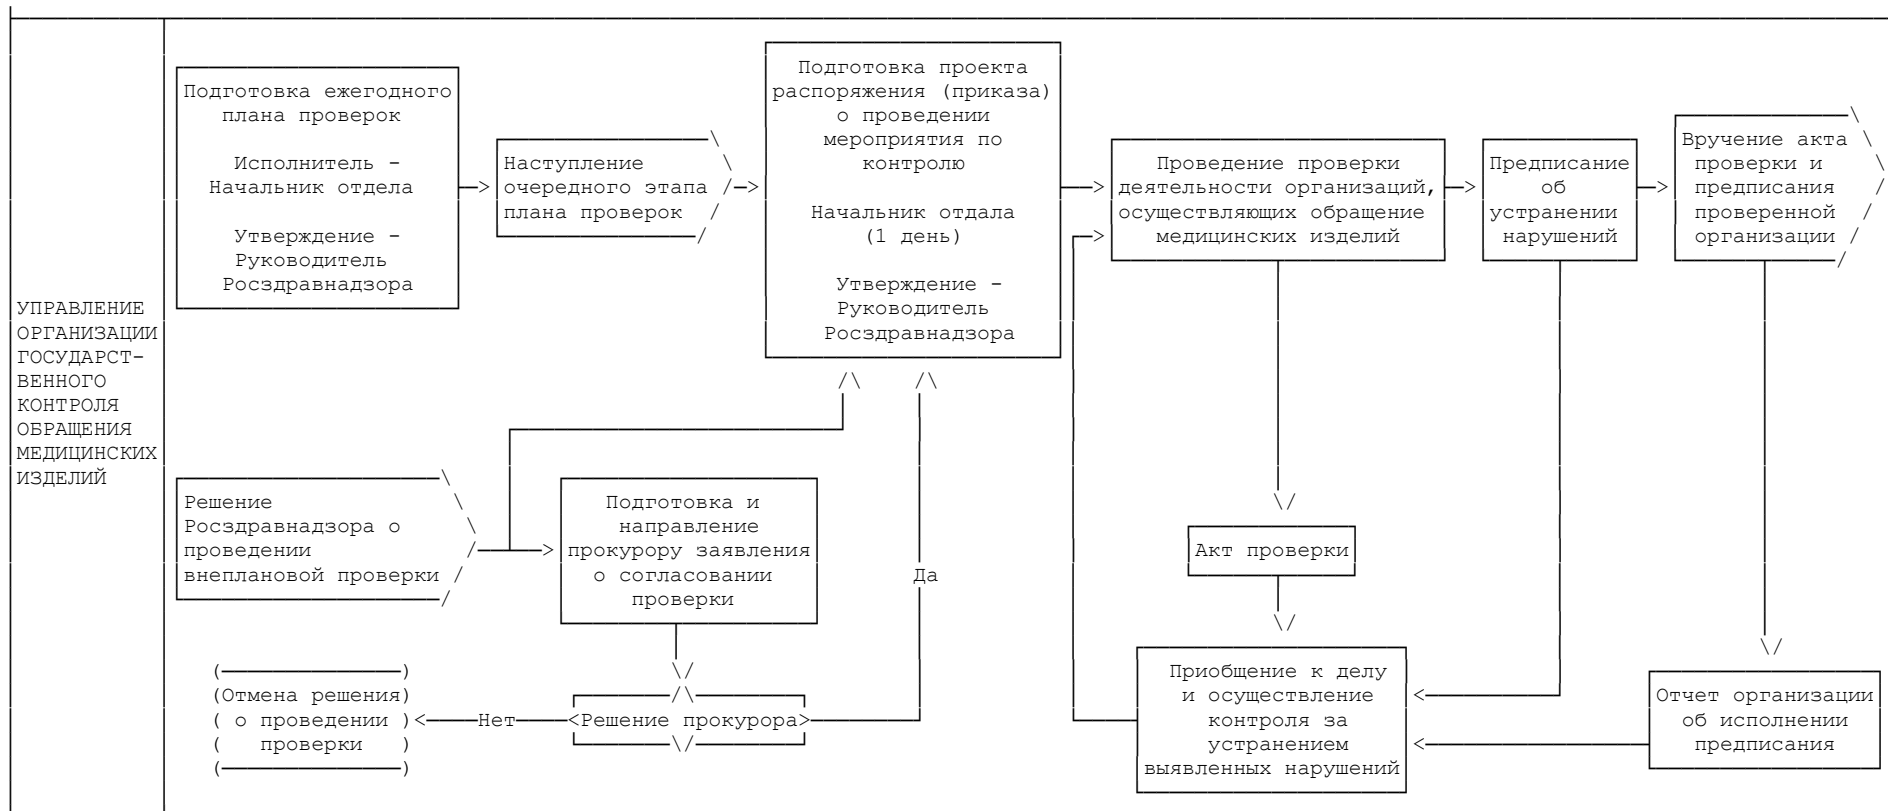 УПРАВЛЕНИЕ
ОРГАНИЗАЦИИ
ГОСУДАРСТ-
ВЕННОГО
КОНТРОЛЯ
ОБРАЩЕНИЯ
МЕДИЦИНСКИХ
ИЗДЕЛИЙ
Подготовка ежегодного
плана проверок
Исполнитель -
Начальник отдела
Утверждение -
Руководитель
Росздравнадзора
Наступление
очередного этапа
плана проверок
Подготовка проекта
распоряжения (приказа)
о проведении
мероприятия по
контролю
Начальник отдала
(1 день)
Утверждение -
Руководитель
Росздравнадзора
Проведение проверки
деятельности организаций,
осуществляющих обращение
медицинских изделий
Предписание
об
устранении
нарушений
Вручение акта
проверки и
предписания
проверенной
организации
Решение
Росздравнадзора о
проведении
внеплановой проверки
Подготовка и
направление
прокурору заявления
о согласовании
проверки
Да
Акт проверки
Отмена решения
о проведении
проверки
Нет
Решение прокурора
Приобщение к делу
и осуществление
контроля за
устранением
выявленных нарушений
Отчет организации
об исполнении
предписания